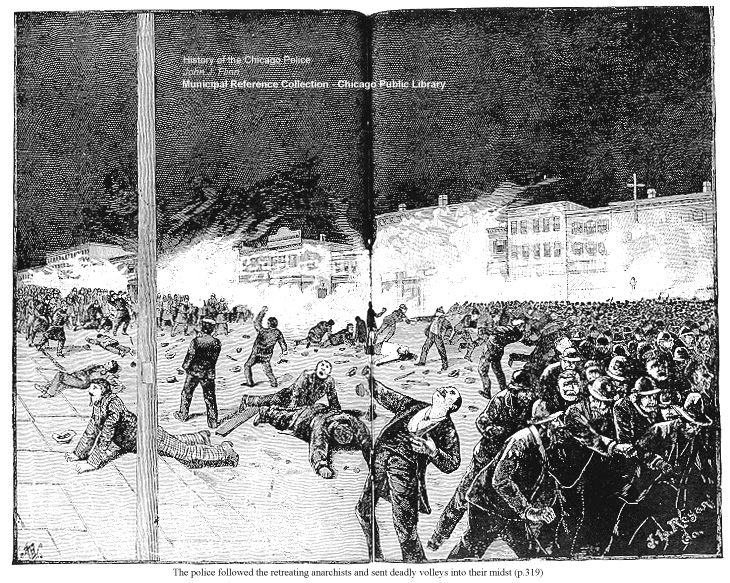 History of the Chicago Police
John J. Flinn
Municipal Reference Collection - Chicago Public Library
The police followed the retreating anarchists and sent deadly volleys into their midst (p.319)